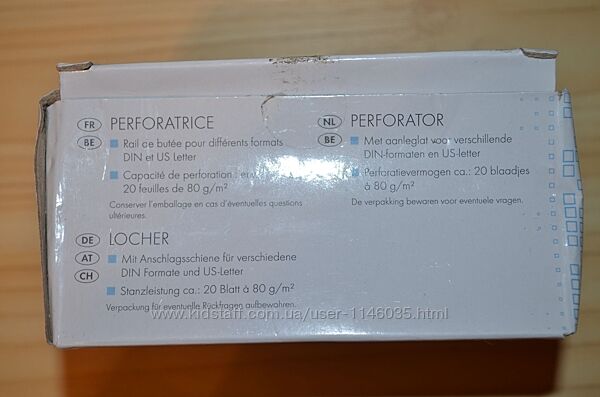 FR PERFORATRICE
BE
Rail de butée pour différents formats
DIN et US Letter
Capacité de perforation :
20 feuilles de 80 g/m²
Conserver l'emballage en cas d'éventuelles questions
ultérieures.
NL PERFORATOR
BE
Met aanleglat voor verschillende
DIN-formaten en US-letter
Perforatievermogen ca.: 20 blaadjes
à 80 g/m²
De verpakking bewaren voor eventuele vragen.
DE LOCHER
AT
CH
Mit Anschlagsschiene für verschiedene
DIN Formate und US-Letter
Stanzleistung ca.: 20 Blatt à 80 g/m²
Verpackung für eventuelle Rückfragen aufbewahren.
www.kidstaff.com.ua/user-1146035.html